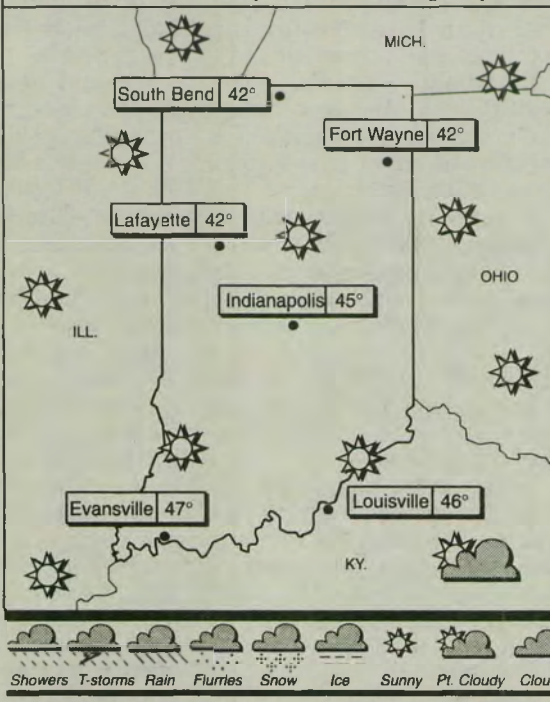 MICH.
South Bend 42°
Fort Wayne 42°
Lafayette 42°
OHIO
Indianapolis 45°
ILL.
Evansville 47°
Louisville 46°
KY.
Showers T-storms Rain Flurries Snow Ice Sunny Pt. Cloudy Clou